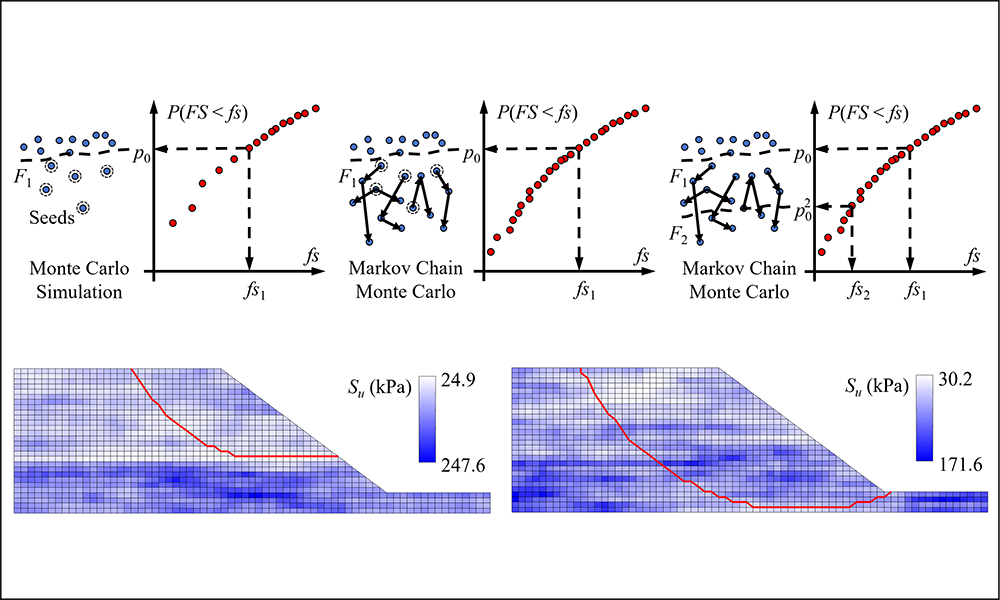 P(FS < fs)
p0
F1
Seeds
Monte Carlo
Simulation
fs
fs1
P(FS < fs)
p0
F1
Markov Chain
Monte Carlo
fs
fs1
P(FS < fs)
p0
F1
p0^2
F2
Markov Chain
Monte Carlo
fs
fs2
fs1
Su (kPa)
24.9
247.6
Su (kPa)
30.2
171.6